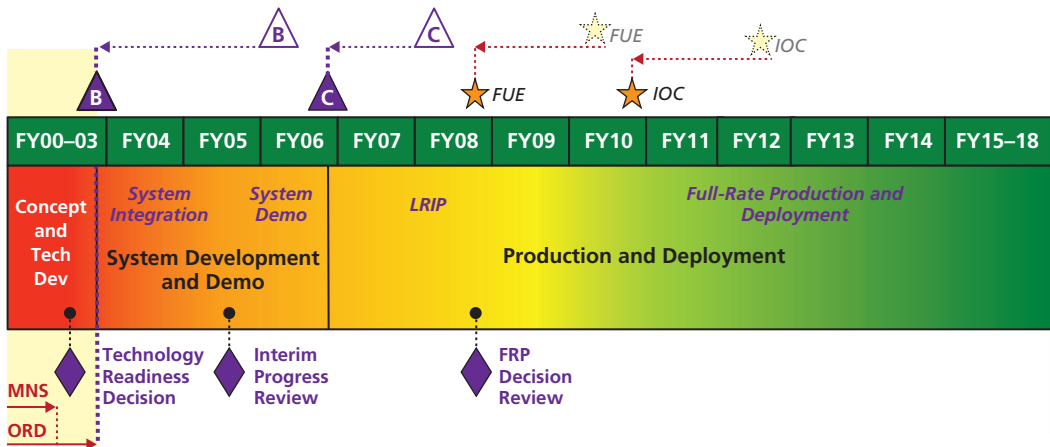 B
C
FUE
IOC
B
C
FUE
IOC
FY00–03
FY04
FY05
FY06
FY07
FY08
FY09
FY10
FY11
FY12
FY13
FY14
FY15–18
Concept
and
Tech
Dev
System
Integration
System
Demo
LRIP
Full-Rate Production and
Deployment
System Development
and Demo
Production and Deployment
Technology
Readiness
Decision
Interim
Progress
Review
FRP
Decision
Review
MNS
ORD